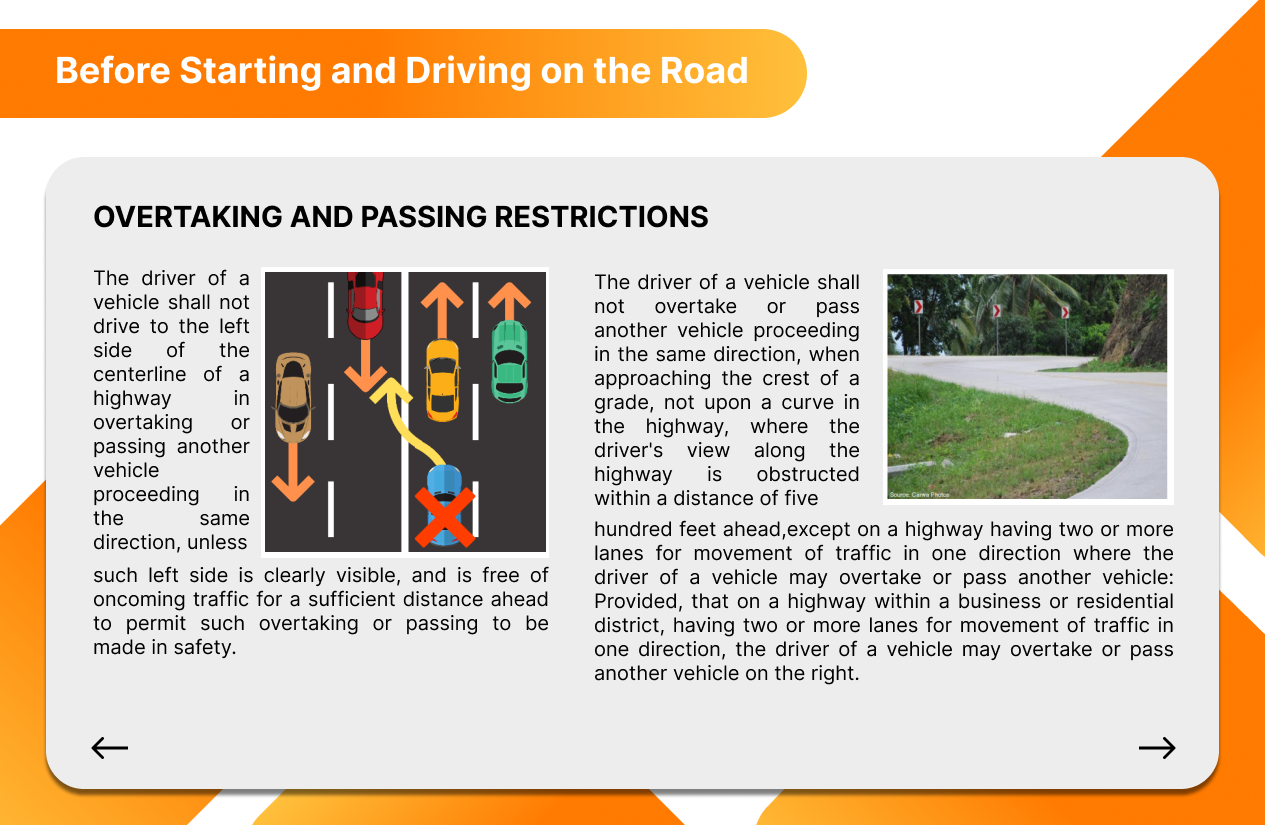 Before Starting and Driving on the Road
OVERTAKING AND PASSING RESTRICTIONS
The driver of a
vehicle shall not
drive to the left
side of the
centerline of a
highway in
overtaking or
passing another
vehicle
proceeding in
the same
direction, unless
such left side is clearly visible, and is free of
oncoming traffic for a sufficient distance ahead
to permit such overtaking or passing to be
made in safety.
The driver of a vehicle shall
not overtake or pass
another vehicle proceeding
in the same direction, when
approaching the crest of a
grade, not upon a curve in
the highway, where the
driver's view along the
highway is obstructed
within a distance of five
Source: Canva Photos
hundred feet ahead,except on a highway having two or more
lanes for movement of traffic in one direction where the
driver of a vehicle may overtake or pass another vehicle:
Provided, that on a highway within a business or residential
district, having two or more lanes for movement of traffic in
one direction, the driver of a vehicle may overtake or pass
another vehicle on the right.